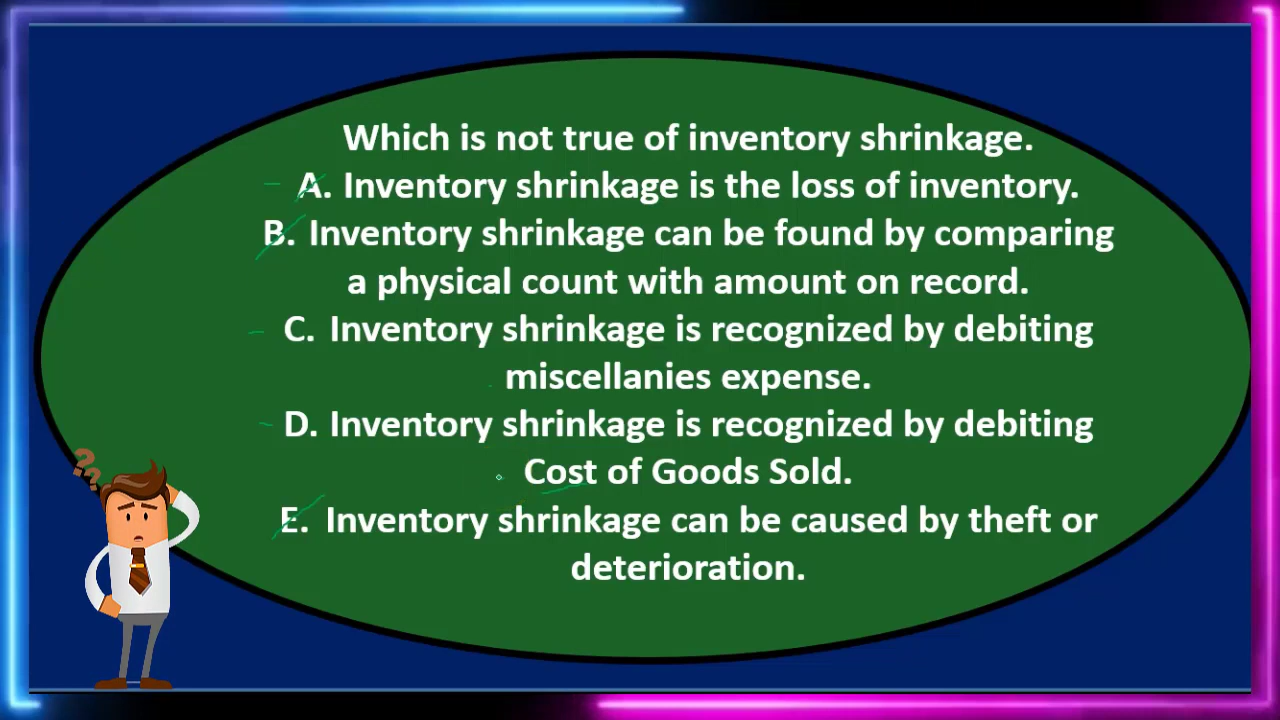 Which is not true of inventory shrinkage.
A. Inventory shrinkage is the loss of inventory.
B. Inventory shrinkage can be found by comparing
a physical count with amount on record.
C. Inventory shrinkage is recognized by debiting
miscellanies expense.
D. Inventory shrinkage is recognized by debiting
Cost of Goods Sold.
E. Inventory shrinkage can be caused by theft or
deterioration.
???